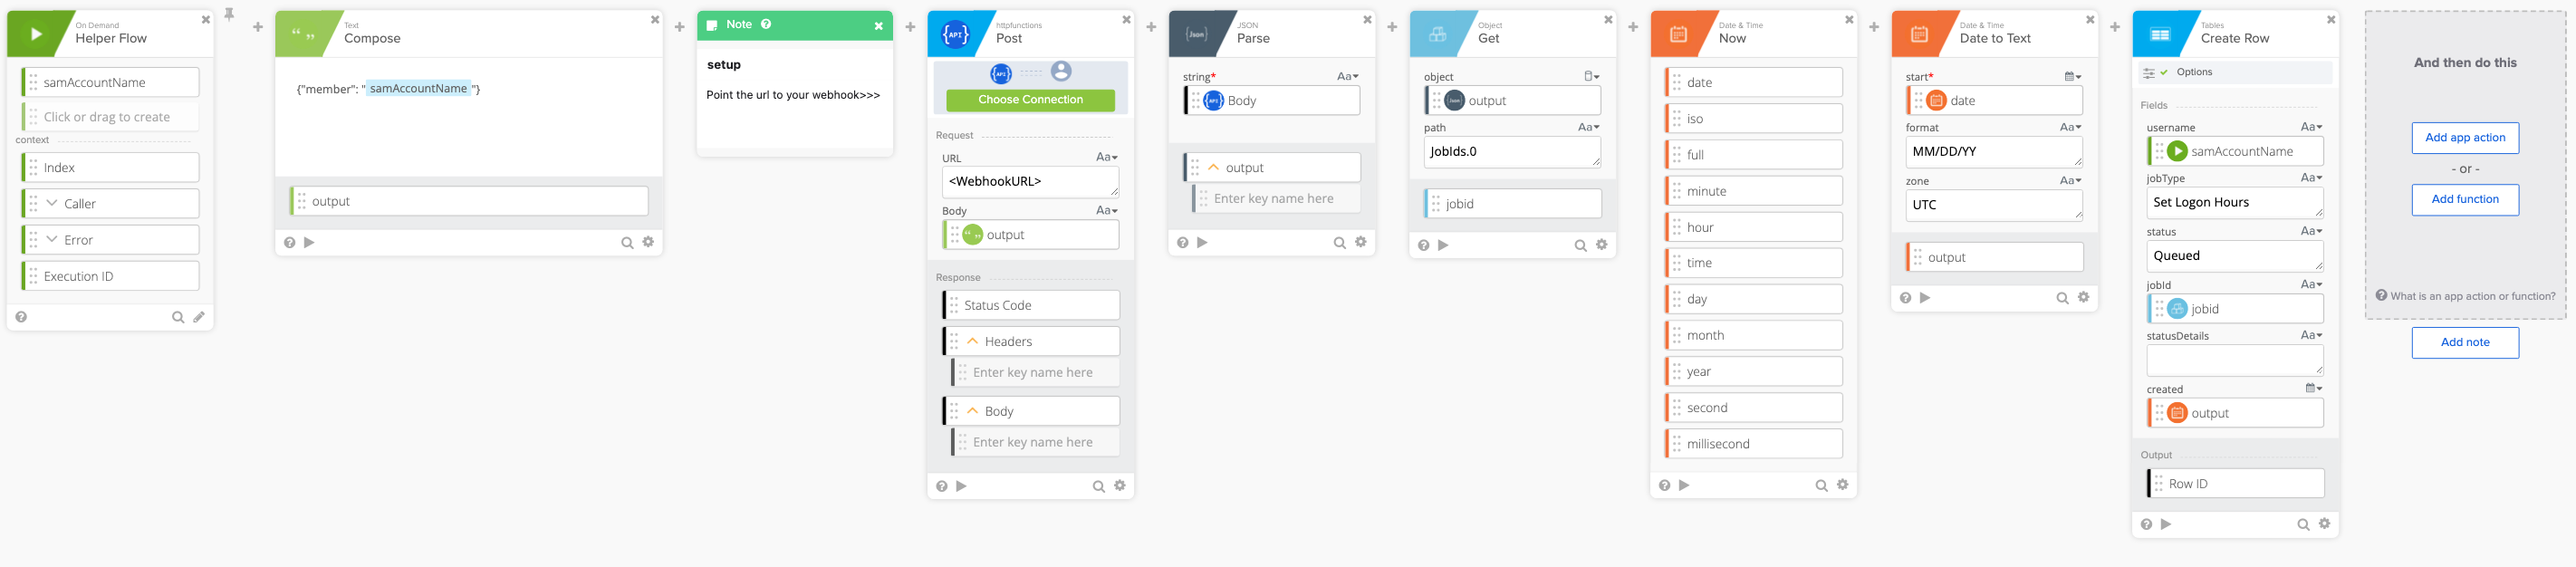 On Demand
Helper Flow
samAccountName
Click or drag to create
context
Index
Caller
Error
Execution ID
Text
Compose
{"member": "samAccountName"}
output
Note
setup
Point the url to your webhook>>>
httpfunctions
Post
Choose Connection
Request
URL
Aa
<WebhookURL>
Body
Aa
output
Response
Status Code
Headers
Enter key name here
Body
Enter key name here
JSON
Parse
string*
Aa
Body
output
Enter key name here
Object
Get
object
output
path
Aa
JobIds.0
jobid
Date & Time
Now
date
iso
full
minute
hour
time
day
month
year
second
millisecond
Date & Time
Date to Text
start*
date
format
Aa
MM/DD/YY
zone
Aa
UTC
output
Tables
Create Row
Options
Fields
username
Aa
samAccountName
jobType
Aa
Set Logon Hours
status
Aa
Queued
jobId
Aa
jobid
statusDetails
Aa
created
output
Output
Row ID
And then do this
Add app action
- or -
Add function
What is an app action or function?
Add note